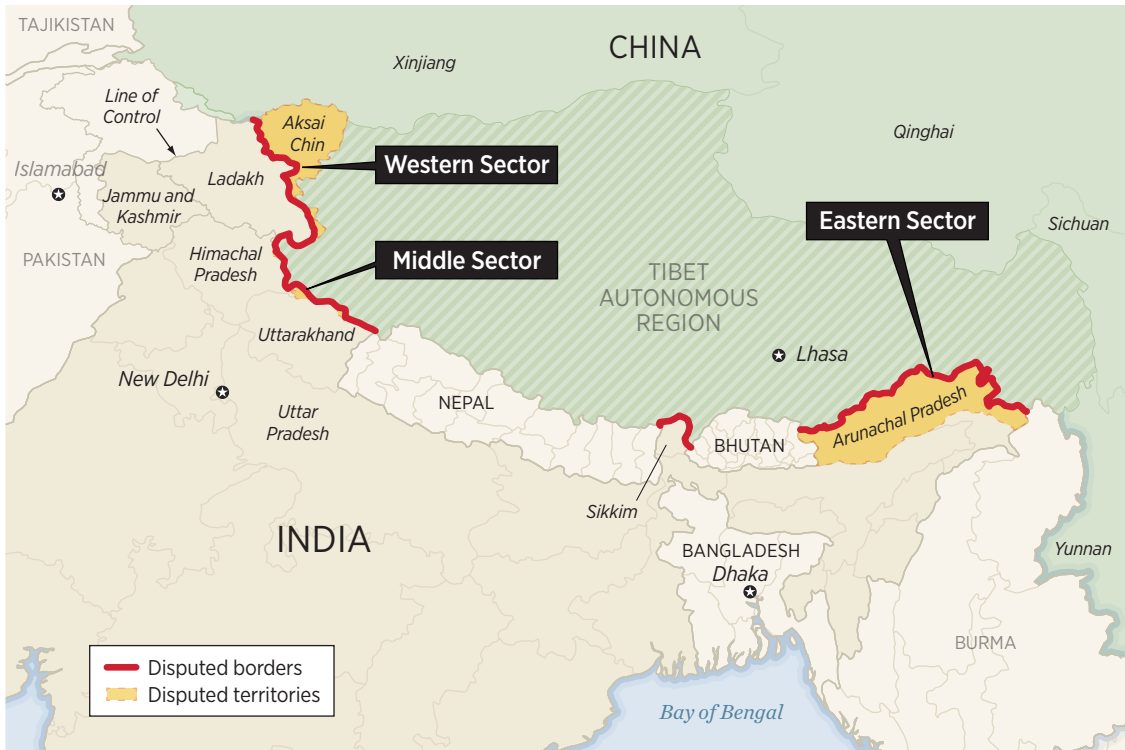 TAJIKISTAN
CHINA
Xinjiang
Line of
Control
Aksai
Chin
Qinghai
Western Sector
Islamabad
Ladakh
Jammu and
Kashmir
Eastern Sector
Sichuan
Himachal
Pradesh
PAKISTAN
Middle Sector
TIBET
AUTONOMOUS
REGION
Uttarakhand
Lhasa
New Delhi
NEPAL
Arunachal Pradesh
Uttar
Pradesh
BHUTAN
Sikkim
INDIA
BANGLADESH
Dhaka
Yunnan
BURMA
Disputed borders
Disputed territories
Bay of Bengal